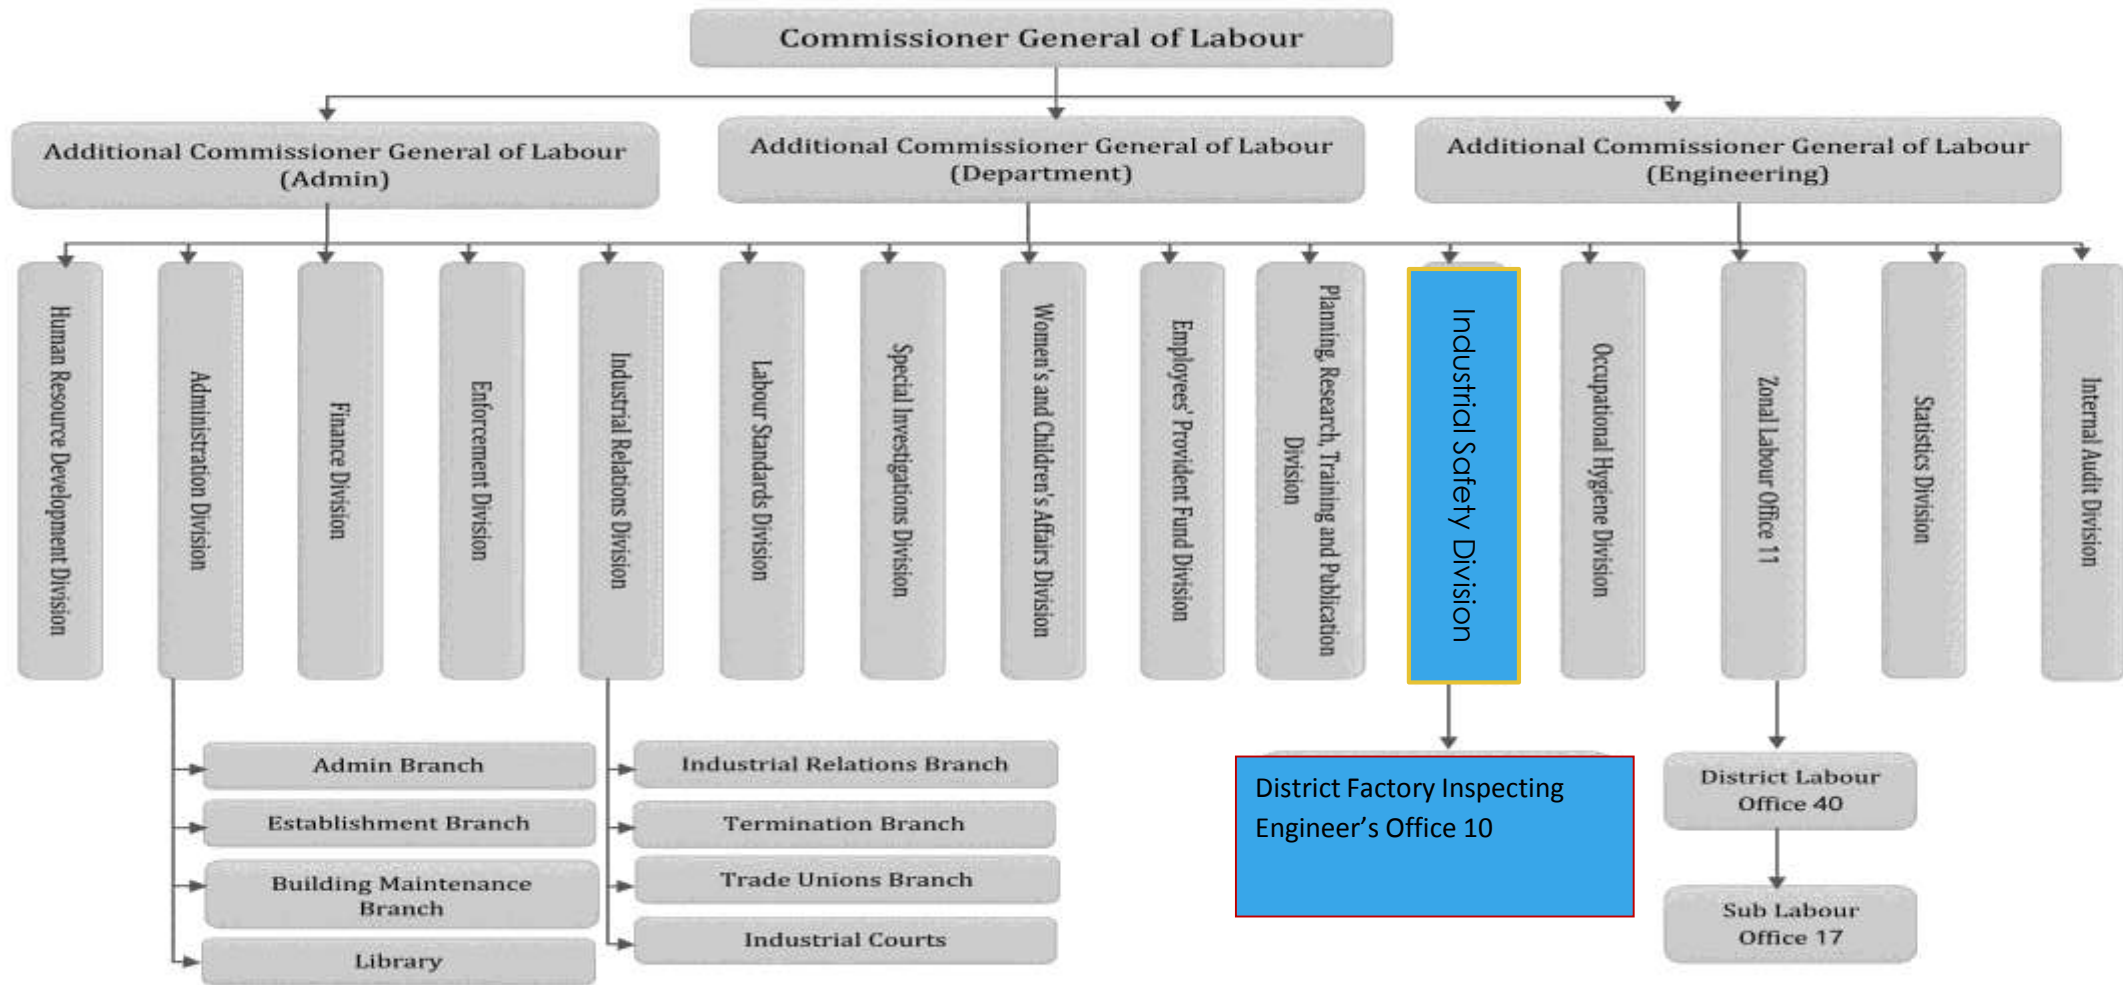 Commissioner General of Labour
Additional Commissioner General of Labour
(Admin)
Additional Commissioner General of Labour
(Department)
Additional Commissioner General of Labour
(Engineering)
Human Resource Development Division
Administration Division
Finance Division
Enforcement Division
Industrial Relations Division
Labour Standards Division
Special Investigations Division
Women's and Children's Affairs Division
Employees' Provident Fund Division
Planning, Research, Training and Publication
Division
Industrial Safety Division
Occupational Hygiene Division
Zonal Labour Office 11
Statistics Division
Internal Audit Division
Admin Branch
Establishment Branch
Building Maintenance
Branch
Library
Industrial Relations Branch
Termination Branch
Trade Unions Branch
Industrial Courts
District Factory Inspecting
Engineer’s Office 10
District Labour
Office 40
Sub Labour
Office 17